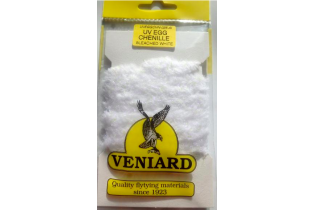 UV EGG
CHENILLE
BLEACHED WHITE
VENIARD
Quality flytying materials
since 1923